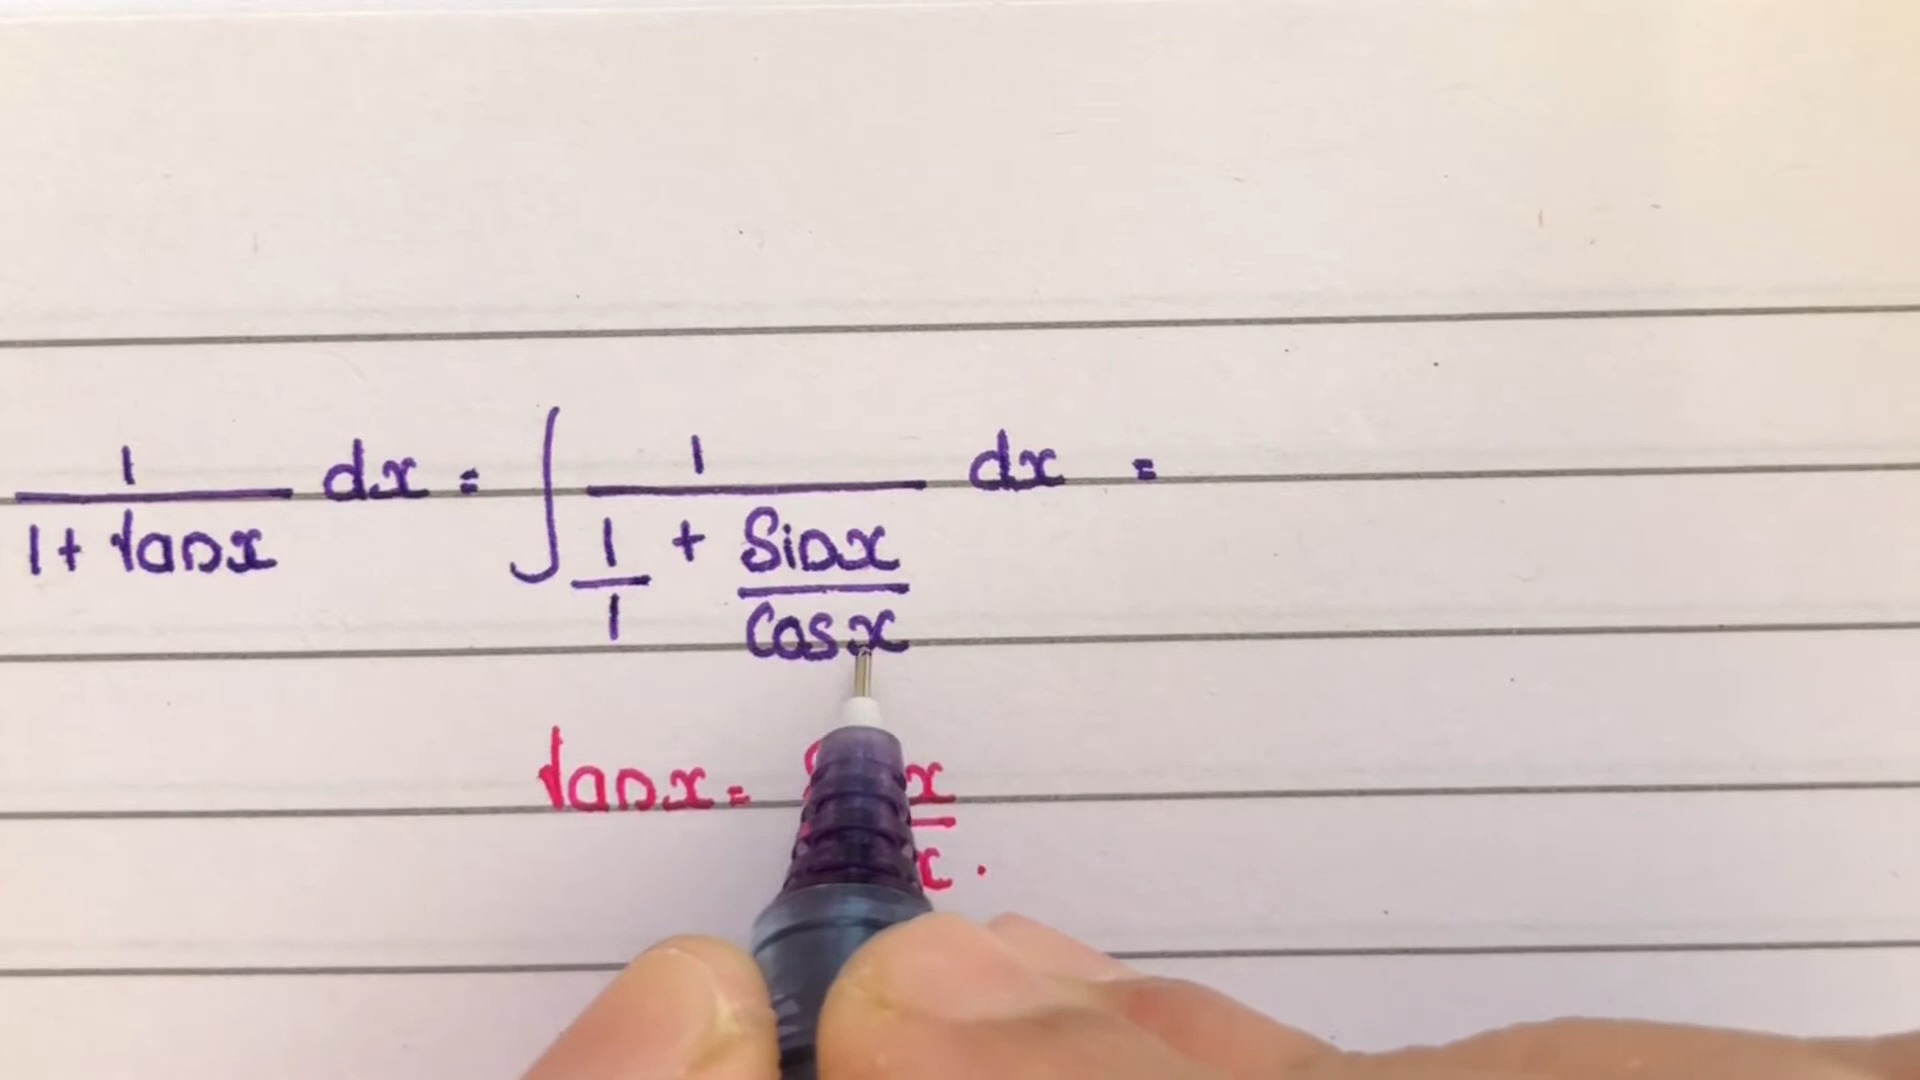 1 dx = ∫ 1 dx =
1 + tanx 1 + Sinx
1 Cosx
tanx = x
x .